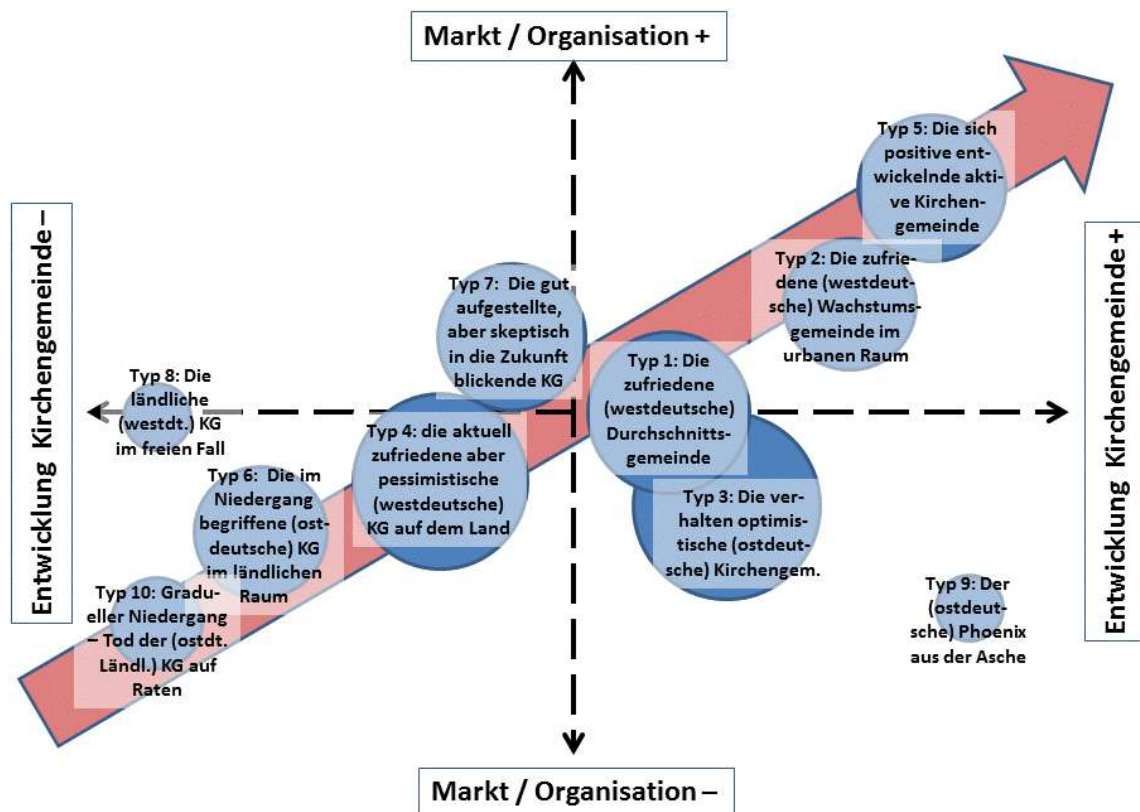 Markt / Organisation +
Typ 5: Die sich
positive ent-
wickelnde akti-
ve Kirchen-
gemeinde
Entwicklung Kirchengemeinde –
Entwicklung Kirchengemeinde +
Typ 2: Die zufrie-
dene (westdeut-
sche) Wachstums-
gemeinde im
urbanen Raum
Typ 7: Die gut
aufgestellte,
aber skeptisch
in die Zukunft
blickende KG
Typ 1: Die
zufriedene
(westdeutsche)
Durchschnitts-
gemeinde
Typ 8: Die
ländliche
(westdt.) KG
im freien Fall
Typ 4: die aktuell
zufriedene aber
pessimistische
(westdeutsche)
KG auf dem Land
Typ 6: Die im
Niedergang
begriffene (ost-
deutsche) KG
im ländlichen
Raum
Typ 3: Die ver-
halten optimis-
tische (ostdeut-
sche) Kirchengem.
Typ 10: Gradu-
eller Niedergang
– Tod der (ostdt.
Ländl.) KG auf
Raten
Typ 9: Der
(ostdeut-
sche) Phoenix
aus der Asche
Markt / Organisation –